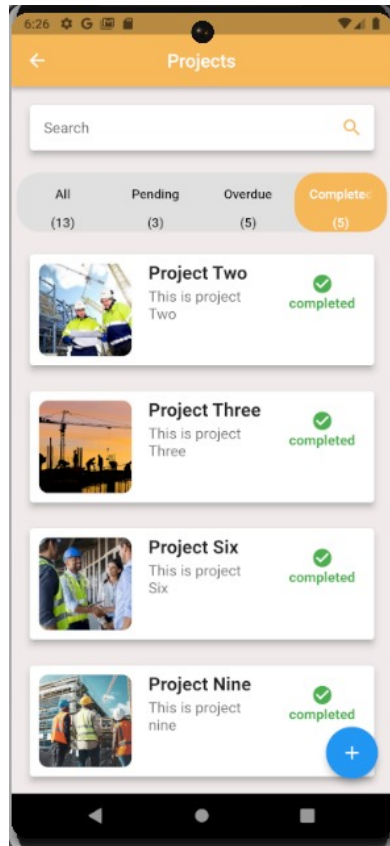 6:26 G
Projects
Search
All Pending Overdue Complete
(13) (3) (5) (5)
Project Two
This is project
Two
completed
Project Three
This is project
Three
completed
Project Six
This is project
Six
completed
Project Nine
This is project
nine
completed
+